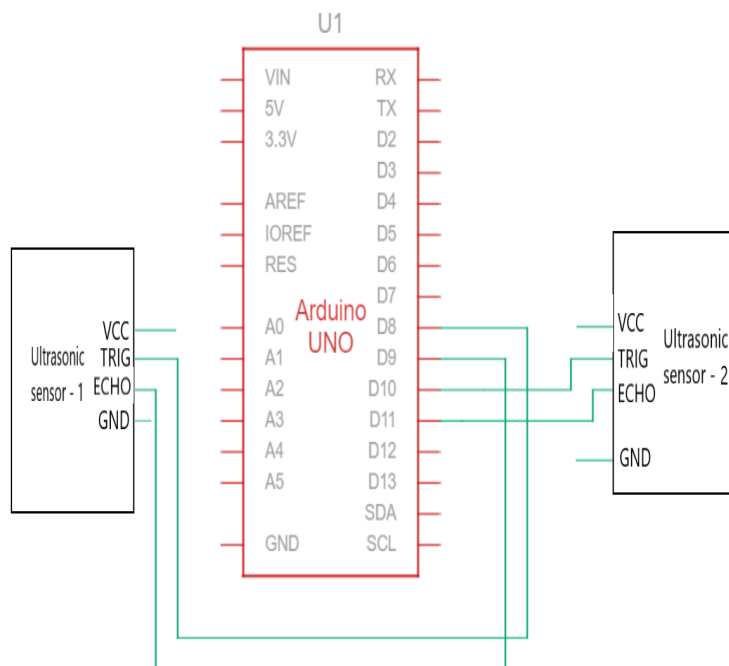 U1
VIN
5V
3.3V
AREF
IOREF
RES
A0
A1
A2
A3
A4
A5
GND
Arduino
UNO
RX
TX
D2
D3
D4
D5
D6
D7
D8
D9
D10
D11
D12
D13
SDA
SCL
Ultrasonic
sensor - 1
VCC
TRIG
ECHO
GND
VCC
TRIG
ECHO
GND
Ultrasonic
sensor - 2